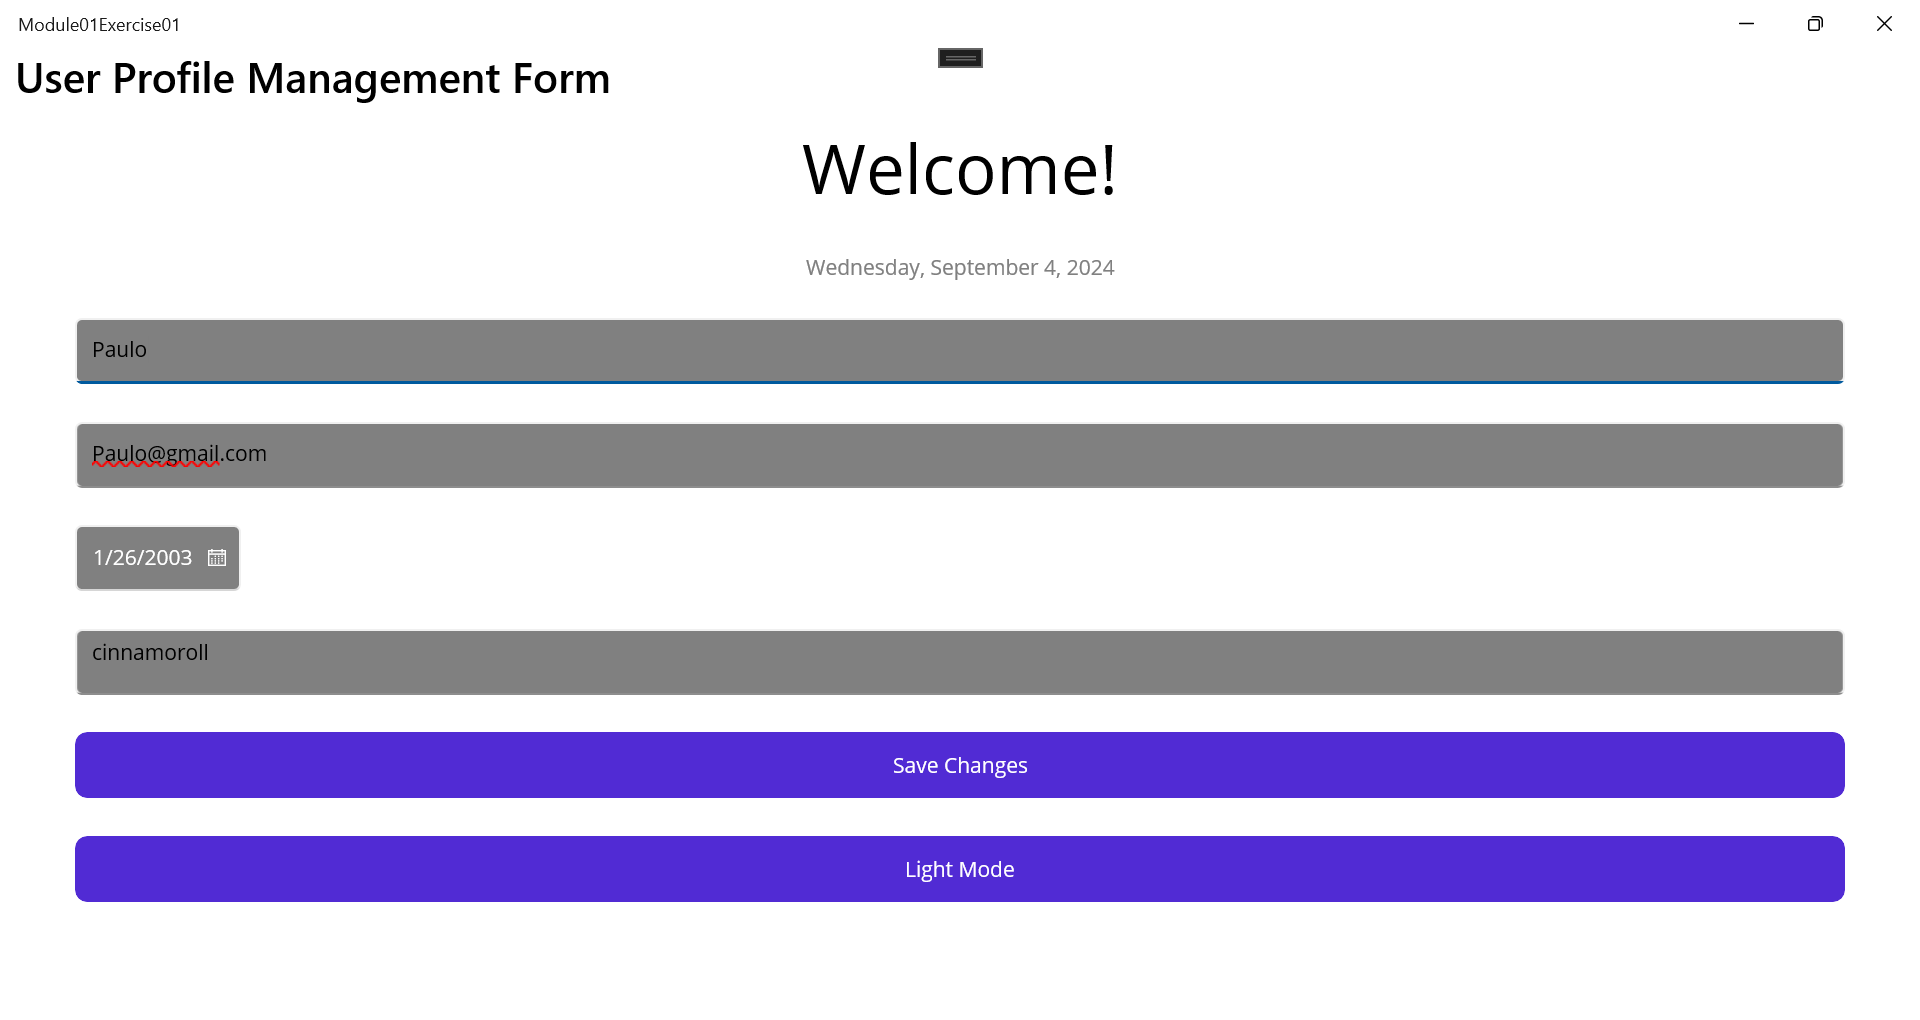 Module01Exercise01
User Profile Management Form
Welcome!
Wednesday, September 4, 2024
Paulo
Paulo@gmail.com
1/26/2003
cinnamoroll
Save Changes
Light Mode